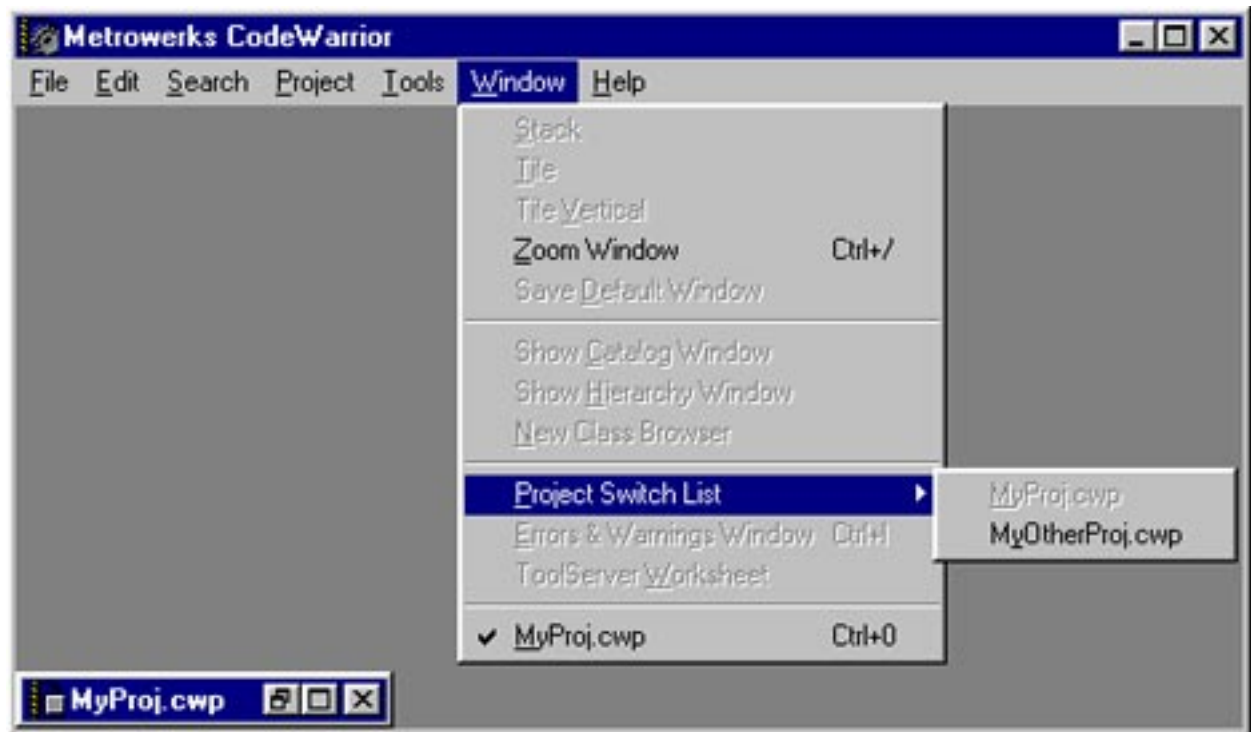 Metrowerks CodeWarrior
File Edit Search Project Tools Window Help
Stack
Tile
Tile Vertical
Zoom Window Ctrl+/
Save Default Window
Show Catalog Window
Show Hierarchy Window
New Class Browser
Project Switch List
MyProj.cwp
MyOtherProj.cwp
Errors & Warnings Window Ctrl+I
ToolServer Worksheet
MyProj.cwp Ctrl+0
MyProj.cwp